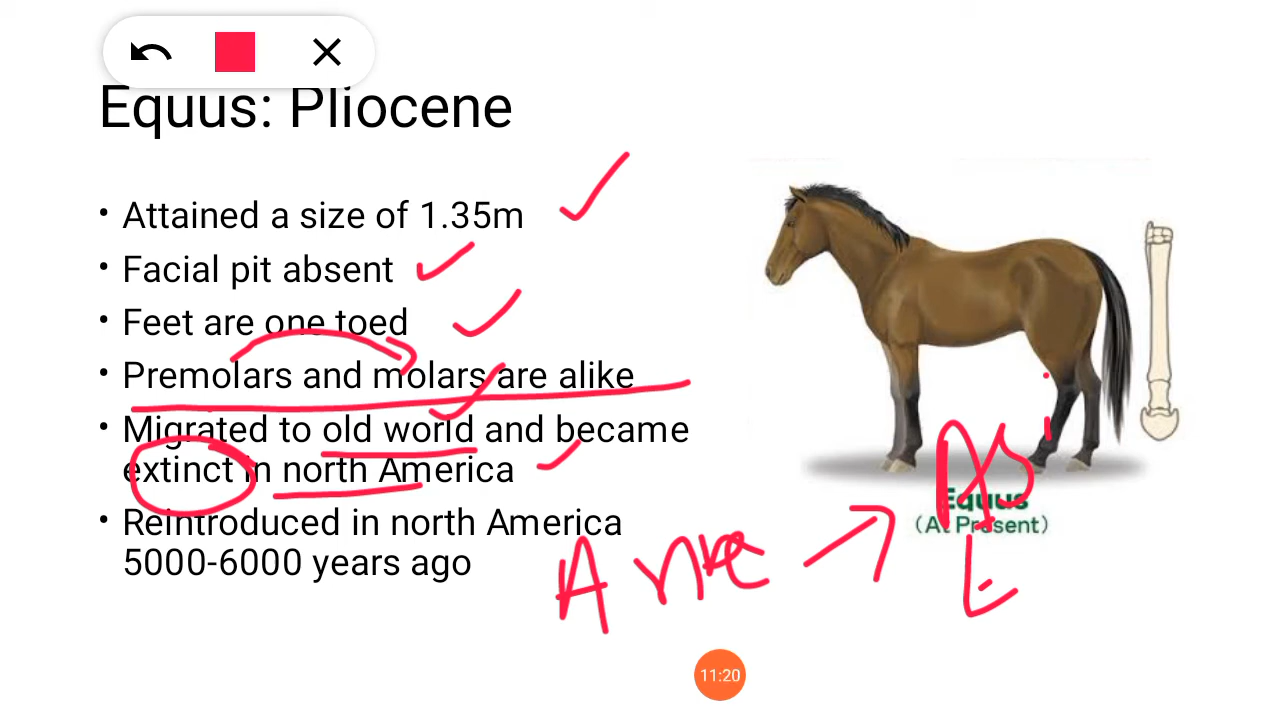 Equus: Pliocene
• Attained a size of 1.35m
• Facial pit absent
• Feet are one toed
• Premolars and molars are alike
• Migrated to old world and became
extinct in north America
• Reintroduced in north America
5000-6000 years ago
Equus
(At Present)
11:20